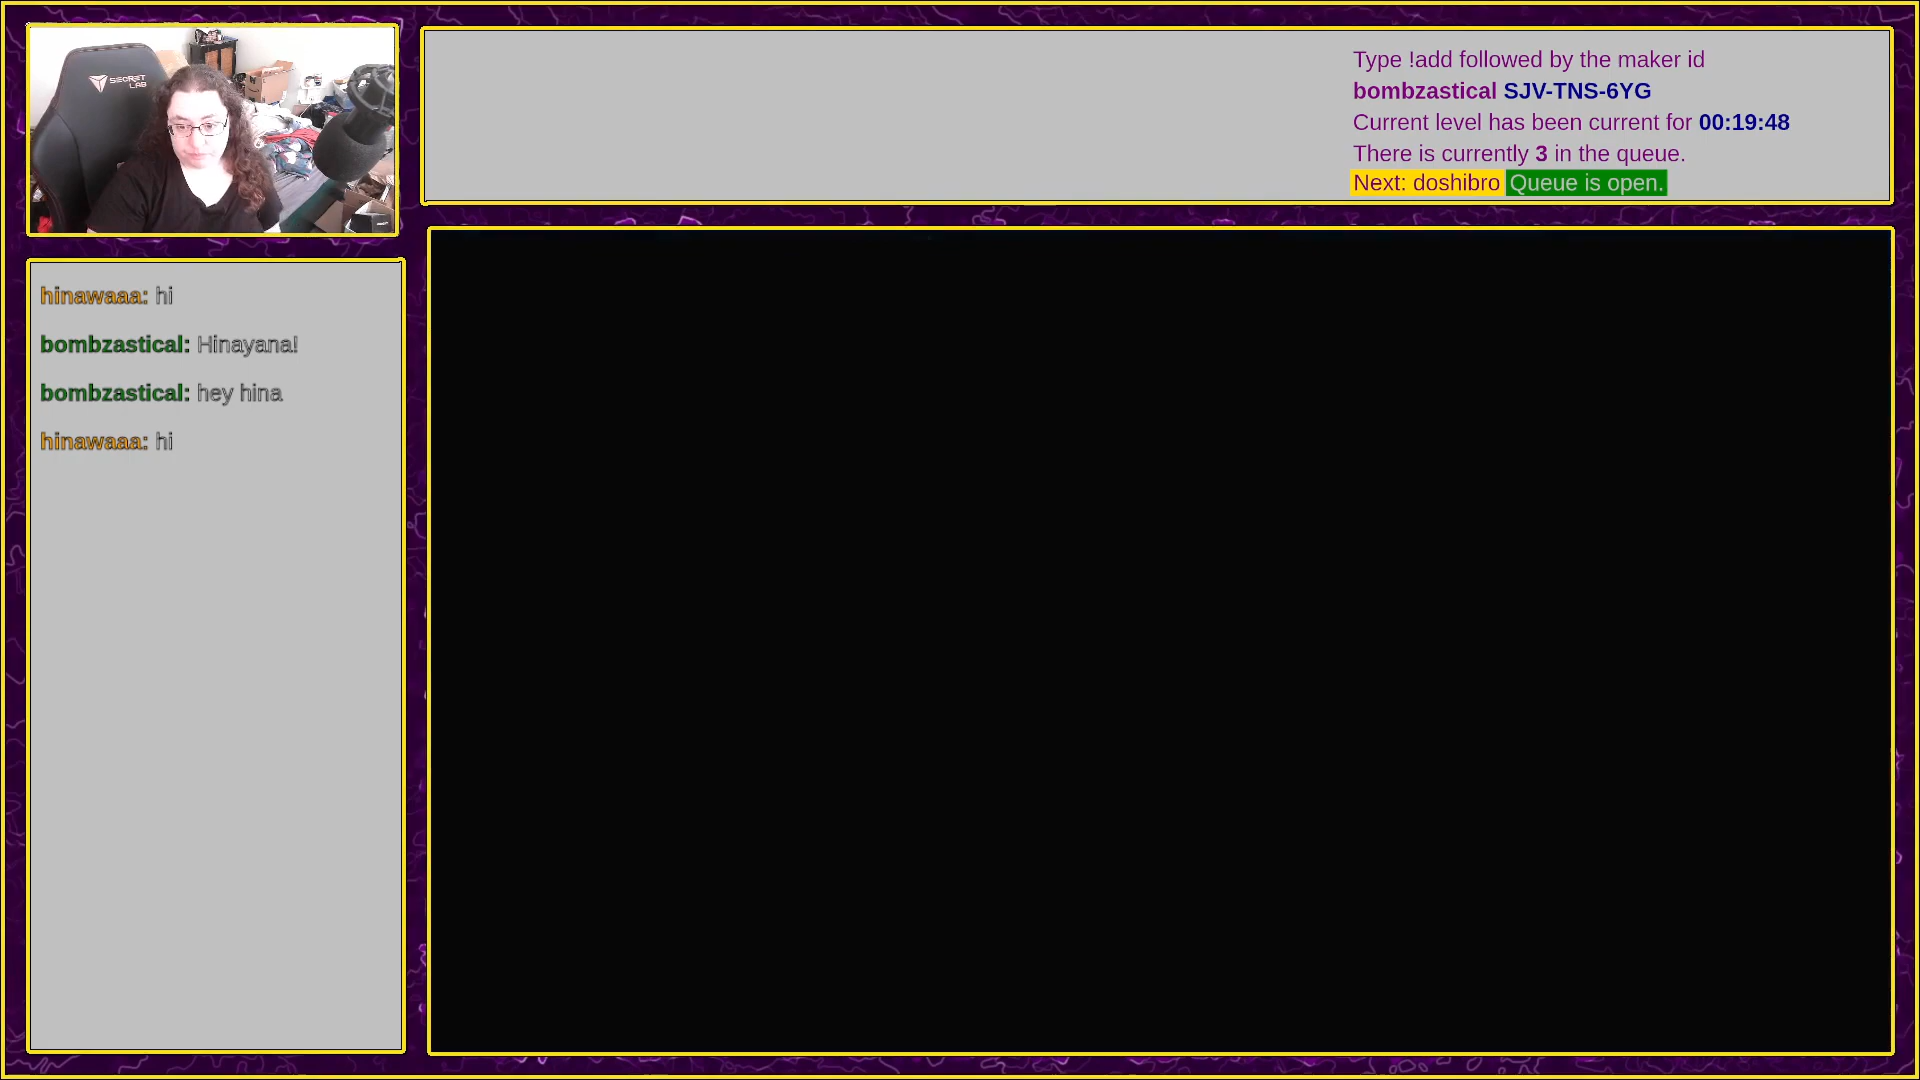 SECRET
LAB
Type !add followed by the maker id
bombzastical SJV-TNS-6YG
Current level has been current for 00:19:48
There is currently 3 in the queue.
Next: doshibro Queue is open.
hinawaaa: hi
bombzastical: Hinayana!
bombzastical: hey hina
hinawaaa: hi